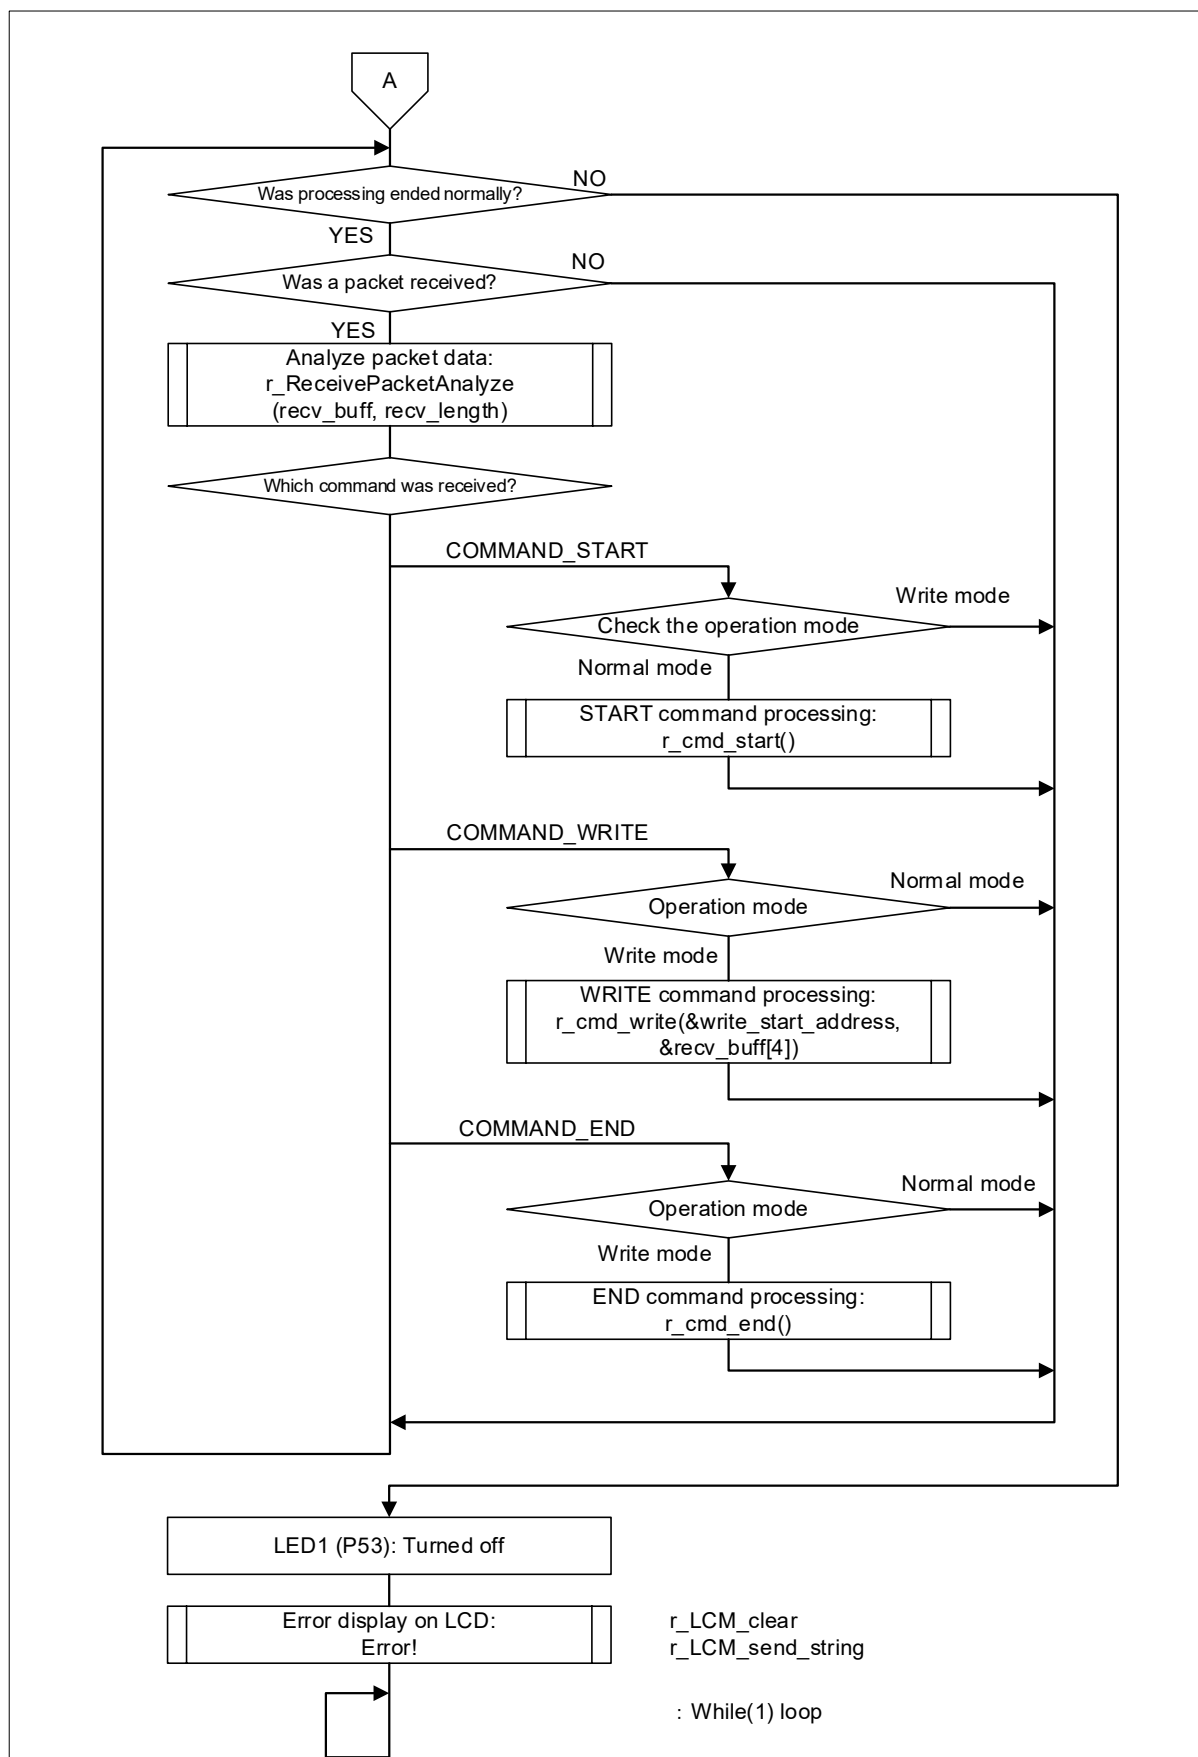 A
Was processing ended normally?
NO
YES
Was a packet received?
NO
YES
Analyze packet data:
r_ReceivePacketAnalyze
(recv_buff, recv_length)
Which command was received?
COMMAND_START
Check the operation mode
Write mode
Normal mode
START command processing:
r_cmd_start()
COMMAND_WRITE
Operation mode
Normal mode
Write mode
WRITE command processing:
r_cmd_write(&write_start_address,
&recv_buff[4])
COMMAND_END
Operation mode
Normal mode
Write mode
END command processing:
r_cmd_end()
LED1 (P53): Turned off
Error display on LCD:
Error!
r_LCM_clear
r_LCM_send_string
: While(1) loop